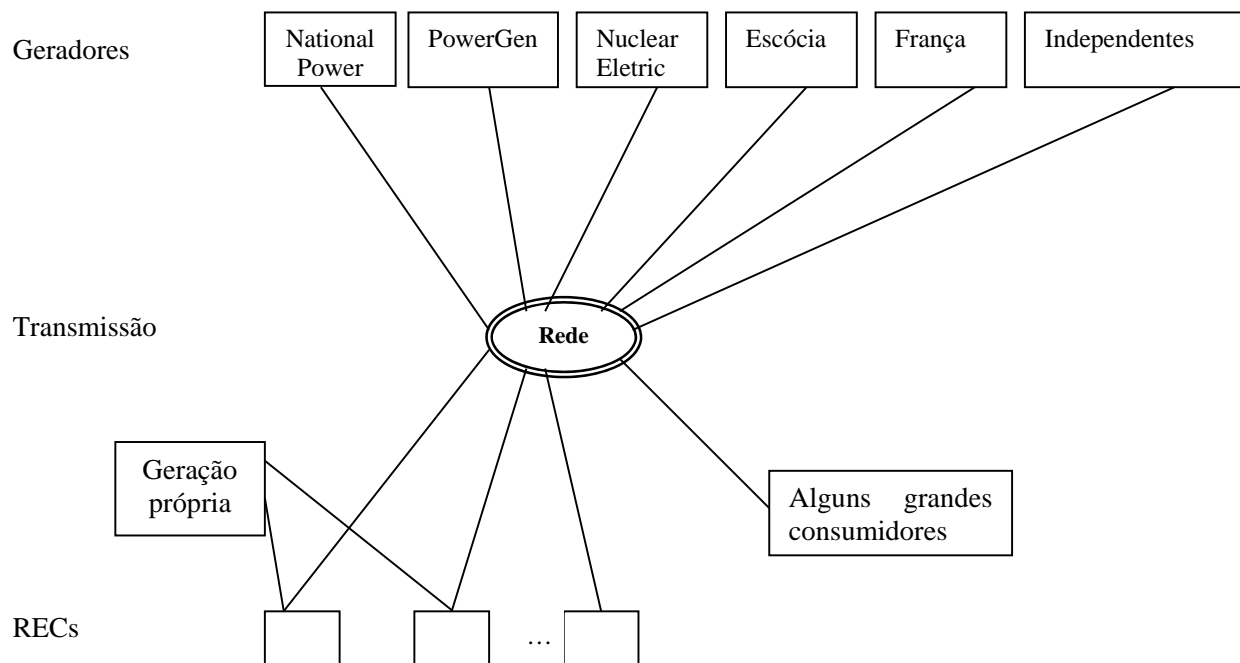 Geradores
National
Power
PowerGen
Nuclear
Eletric
Escócia
França
Independentes
Transmissão
Rede
Geração
própria
Alguns grandes
consumidores
RECs
...